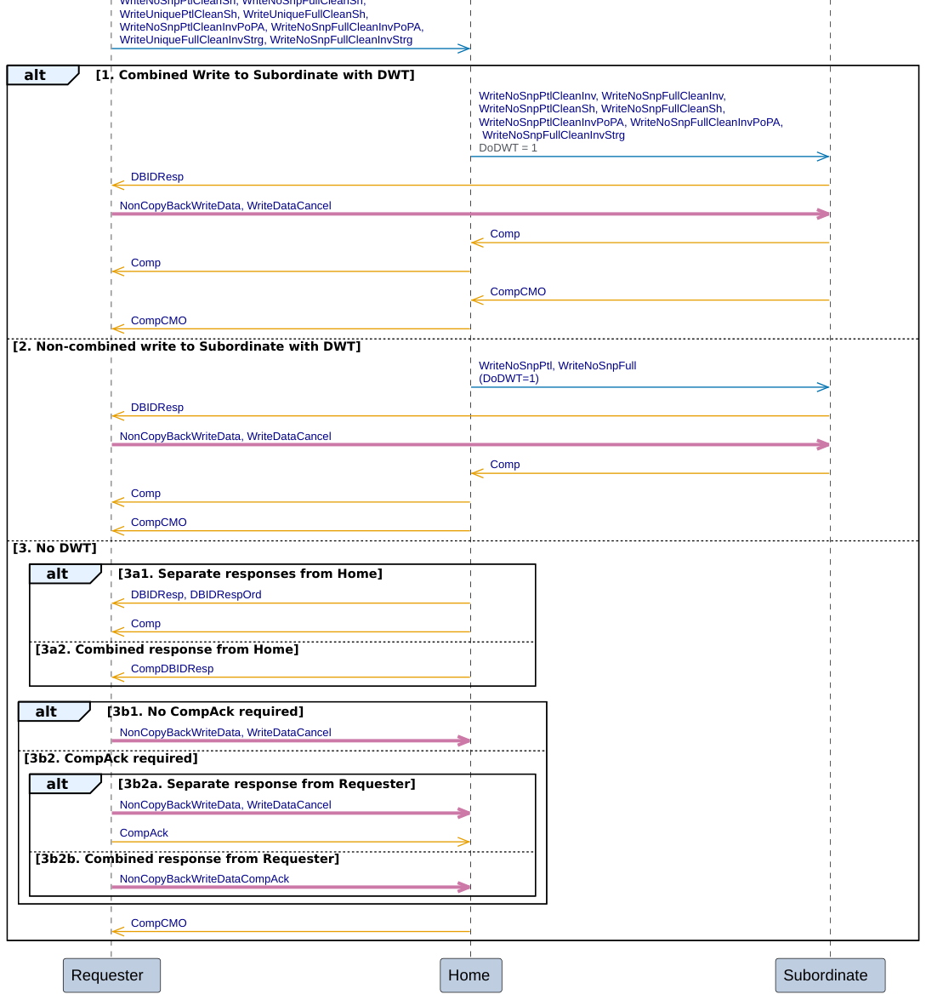 WriteNoSnpPtlCleanSh, WriteNoSnpFullCleanSh,
WriteUniquePtlCleanSh, WriteUniqueFullCleanSh,
WriteNoSnpPtlCleanInvPoPA, WriteNoSnpFullCleanInvPoPA,
WriteUniqueFullCleanInvStrg, WriteNoSnpFullCleanInvStrg
alt [1. Combined Write to Subordinate with DWT]
WriteNoSnpPtlCleanInv, WriteNoSnpFullCleanInv,
WriteNoSnpPtlCleanSh, WriteNoSnpFullCleanSh,
WriteNoSnpPtlCleanInvPoPA, WriteNoSnpFullCleanInvPoPA,
WriteNoSnpFullCleanInvStrg
DoDWT = 1
DBIDResp
NonCopyBackWriteData, WriteDataCancel
Comp
Comp
CompCMO
CompCMO
[2. Non-combined write to Subordinate with DWT]
WriteNoSnpPtl, WriteNoSnpFull
(DoDWT=1)
DBIDResp
NonCopyBackWriteData, WriteDataCancel
Comp
Comp
CompCMO
[3. No DWT]
alt [3a1. Separate responses from Home]
DBIDResp, DBIDRespOrd
Comp
[3a2. Combined response from Home]
CompDBIDResp
alt [3b1. No CompAck required]
NonCopyBackWriteData, WriteDataCancel
[3b2. CompAck required]
alt [3b2a. Separate response from Requester]
NonCopyBackWriteData, WriteDataCancel
CompAck
[3b2b. Combined response from Requester]
NonCopyBackWriteDataCompAck
CompCMO
Requester Home Subordinate